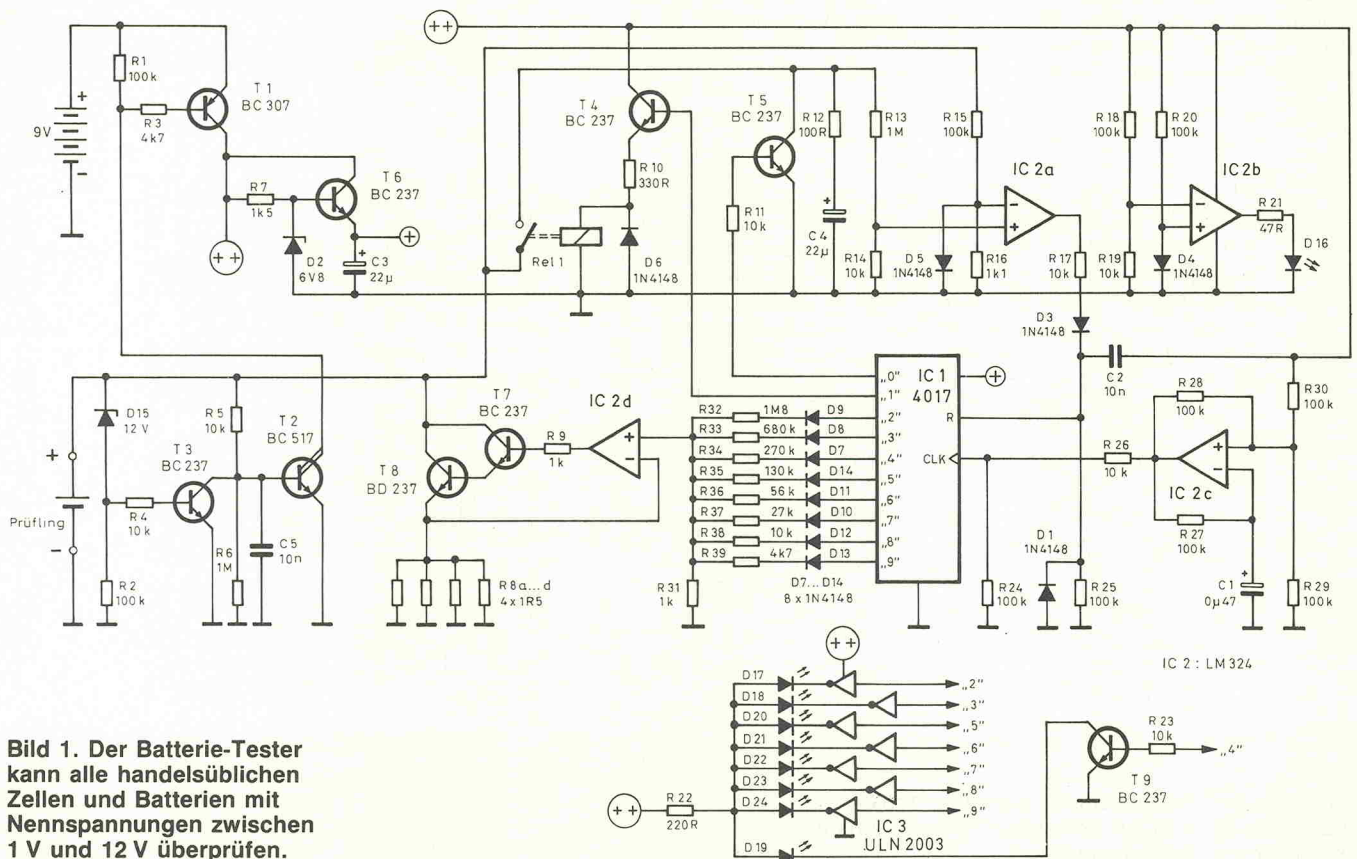 ++
R1
100k
T1
BC 307
R3
4k7
9V
+
-
T6
BC 237
R7
1k5
D2
6V8
C3
22µ
+
++
T4
BC 237
R10
330R
Rel 1
D6
1N4148
T5
BC 237
R11
10k
R12
100R
C4
22µ
+
R13
1M
R14
10k
R15
100k
D5
1N4148
R16
1k1
IC 2a
-
+
R17
10k
D3
1N4148
R18
100k
R19
10k
R20
100k
D4
1N4148
IC 2b
-
+
R21
47R
D16
Prüfling
+
-
D15
12 V
R4
10k
R2
100k
T3
BC 237
R5
10k
R6
1M
C5
10n
T2
BC 517
T7
BC 237
T8
BD 237
R9
1k
IC 2d
+
-
R8a...d
4x1R5
R32 1M8 D9
R33 680k D8
R34 270k D7
R35 130k D14
R36 56k D11
R37 27k D10
R38 10k D12
R39 4k7 D13
R31
1k
D7...D14
8x1N4148
IC 1
4017
„0"
„1"
„2"
„3"
„4"
„5"
„6"
„7"
„8"
„9"
R
CLK
+
C2
10n
R26
10k
R28
100k
IC 2c
+
-
R27
100k
R30
100k
R29
100k
C1
0µ47
+
R24
100k
D1
1N4148
R25
100k
IC 2 : LM324
++
D17 „2"
D18 „3"
D20 „5"
D21 „6"
D22 „7"
D23 „8"
D24 „9"
IC 3
ULN 2003
++
R22
220R
D19
T9
BC 237
R23
10k
„4"
Bild 1. Der Batterie-Tester
kann alle handelsüblichen
Zellen und Batterien mit
Nennspannungen zwischen
1 V und 12 V überprüfen.